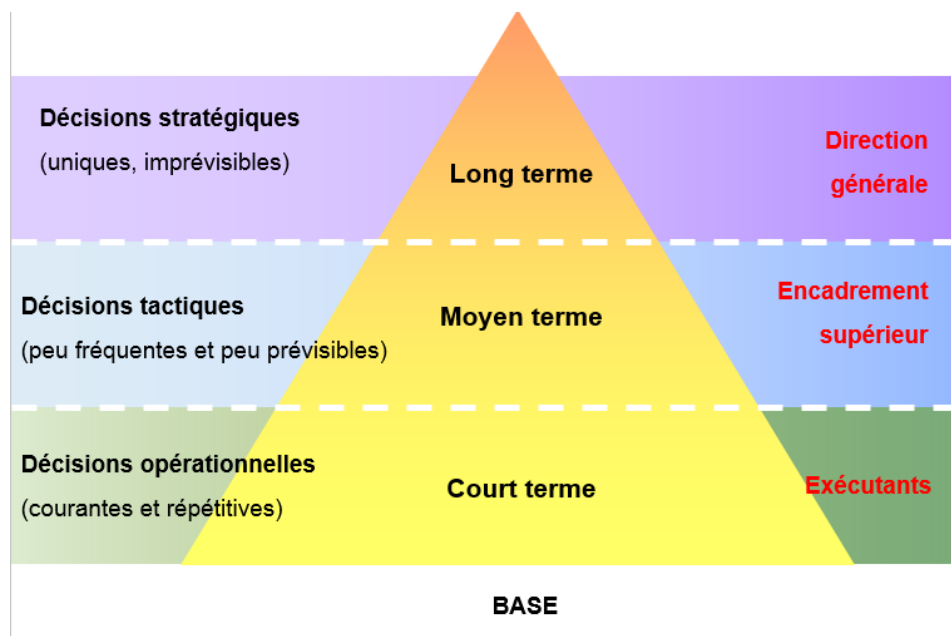 Décisions stratégiques
(uniques, imprévisibles)
Long terme
Direction
générale
Décisions tactiques
(peu fréquentes et peu prévisibles)
Moyen terme
Encadrement
supérieur
Décisions opérationnelles
(courantes et répétitives)
Court terme
Exécutants
BASE